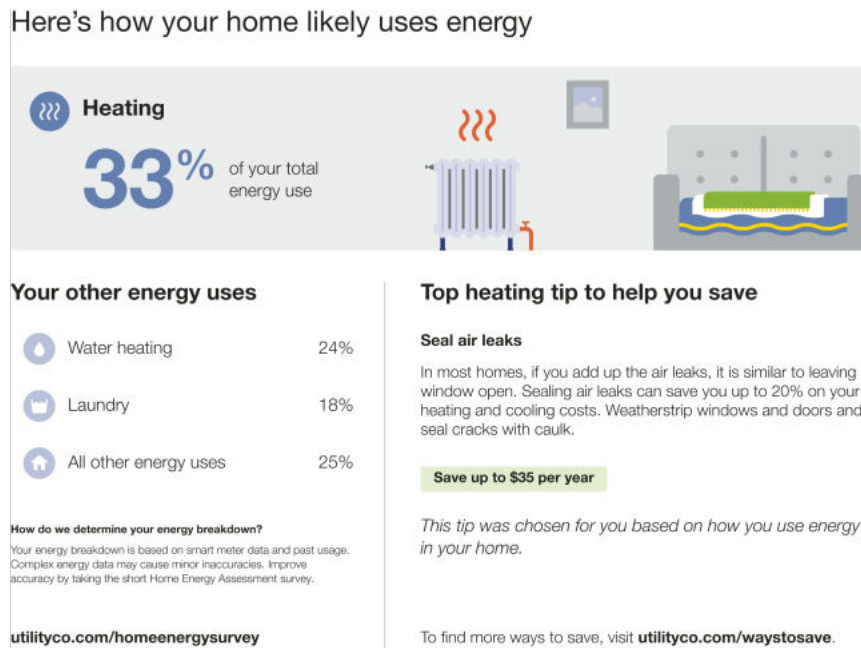 Here's how your home likely uses energy
Heating
33% of your total
energy use
Your other energy uses
Water heating 24%
Laundry 18%
All other energy uses 25%
How do we determine your energy breakdown?
Your energy breakdown is based on smart meter data and past usage.
Complex energy data may cause minor inaccuracies. Improve
accuracy by taking the short Home Energy Assessment survey.
utilityco.com/homeenergysurvey
Top heating tip to help you save
Seal air leaks
In most homes, if you add up the air leaks, it is similar to leaving
window open. Sealing air leaks can save you up to 20% on your
heating and cooling costs. Weatherstrip windows and doors and
seal cracks with caulk.
Save up to $35 per year
This tip was chosen for you based on how you use energy
in your home.
To find more ways to save, visit utilityco.com/waystosave.